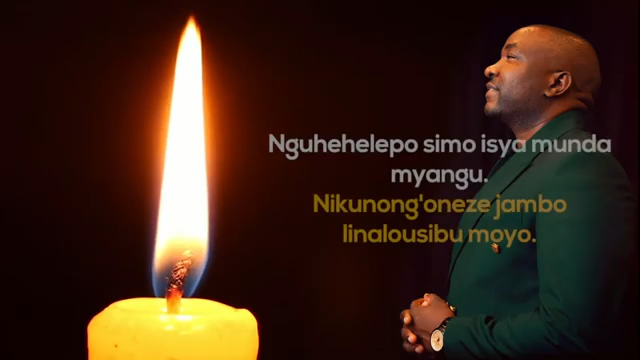 Nguhehelepo simo isya munda
myangu.
Nikunong'oneze jambo
linalousibu moyo.